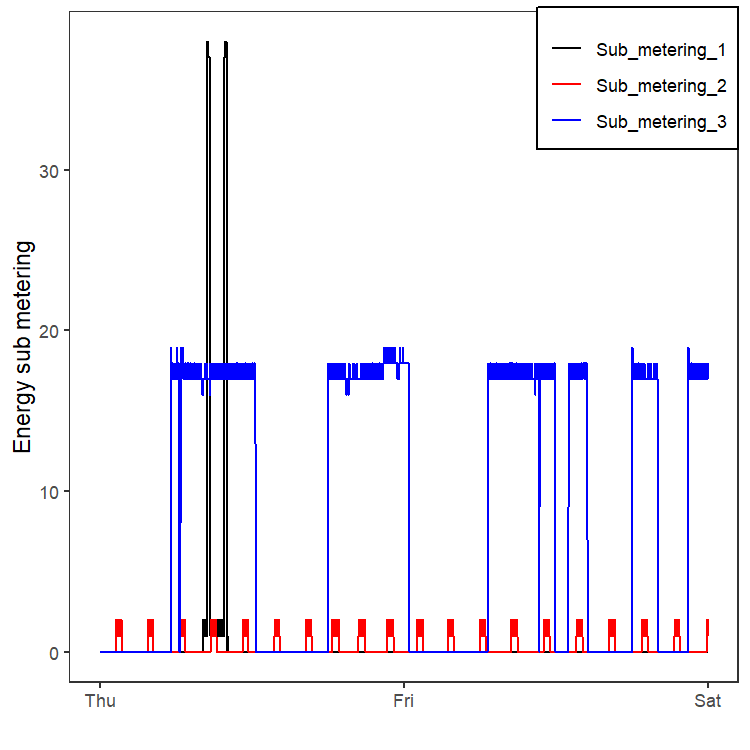 Sub_metering_1
Sub_metering_2
Sub_metering_3
30
20
10
0
Energy sub metering
Thu Fri Sat